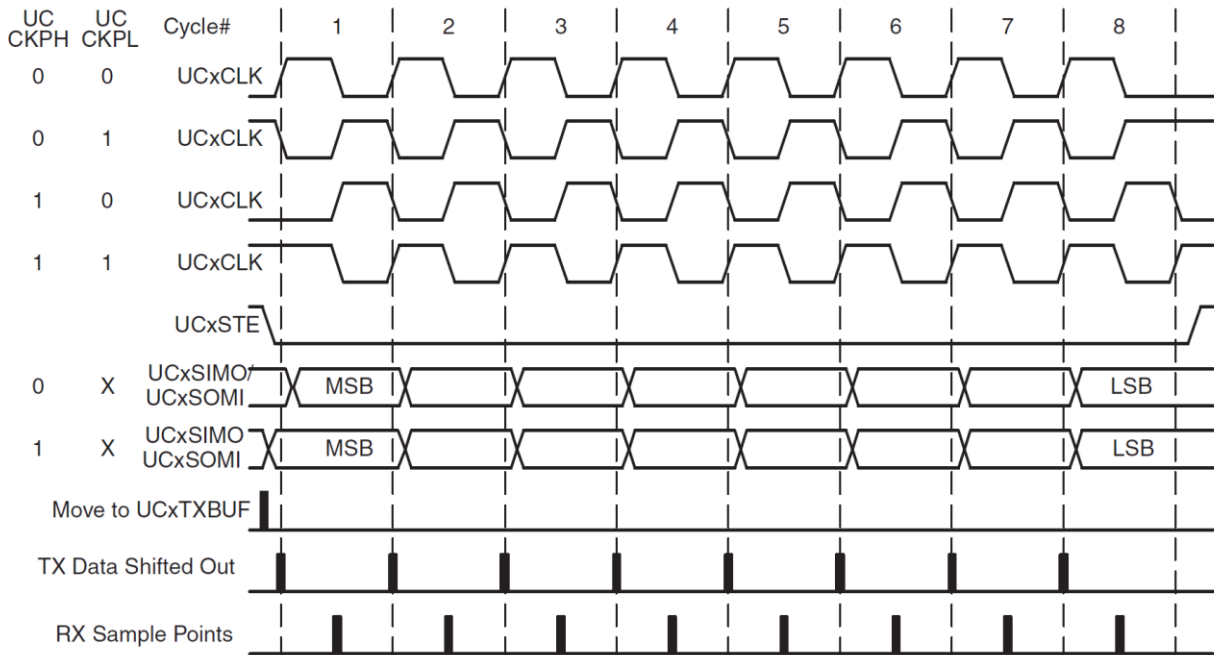 UC UC Cycle# 1 2 3 4 5 6 7 8
CKPH CKPL
0 0 UCxCLK
0 1 UCxCLK
1 0 UCxCLK
1 1 UCxCLK
UCxSTE
0 X UCxSIMO/ MSB LSB
UCxSOMI
1 X UCxSIMO MSB LSB
UCxSOMI
Move to UCxTXBUF
TX Data Shifted Out
RX Sample Points